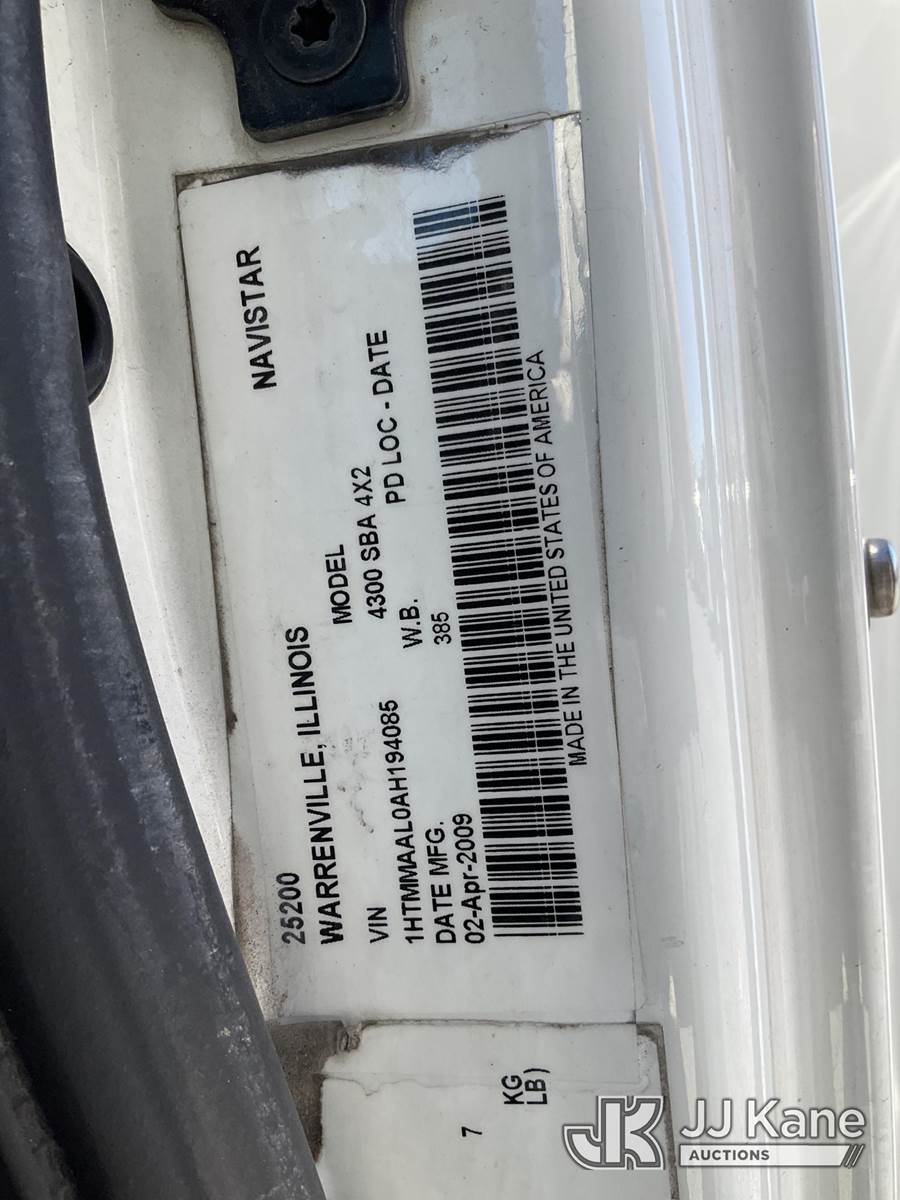 NAVISTAR
25200
WARRENVILLE, ILLINOIS
VIN MODEL
1HTMMAAL0AH194085 4300 SBA 4X2
DATE MFG. W.B. PD LOC - DATE
02-Apr-2009 385
MADE IN THE UNITED STATES OF AMERICA
7 KG
LB)
JK JJ Kane
AUCTIONS